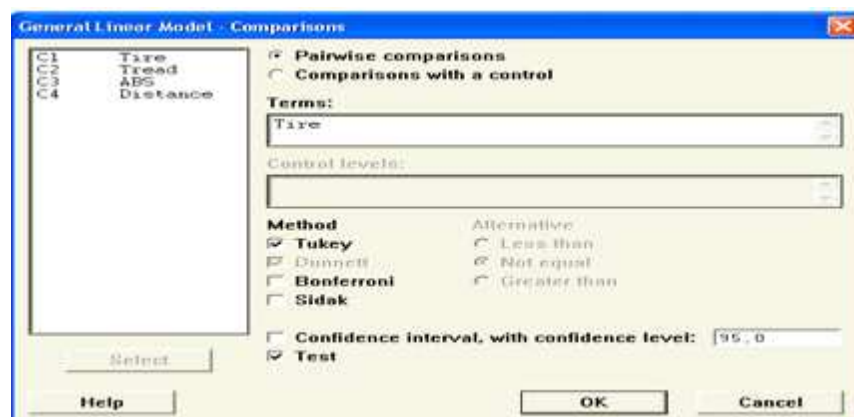 General Linear Model - Comparisons
C1 Tire
C2 Tread
C3 ABS
C4 Distance
Select
Help
Pairwise comparisons
Comparisons with a control
Terms:
Tire
Control levels:
Method
Tukey
Dunnett
Bonferroni
Sidak
Alternative
Less than
Not equal
Greater than
Confidence interval, with confidence level: 95.0
Test
OK
Cancel